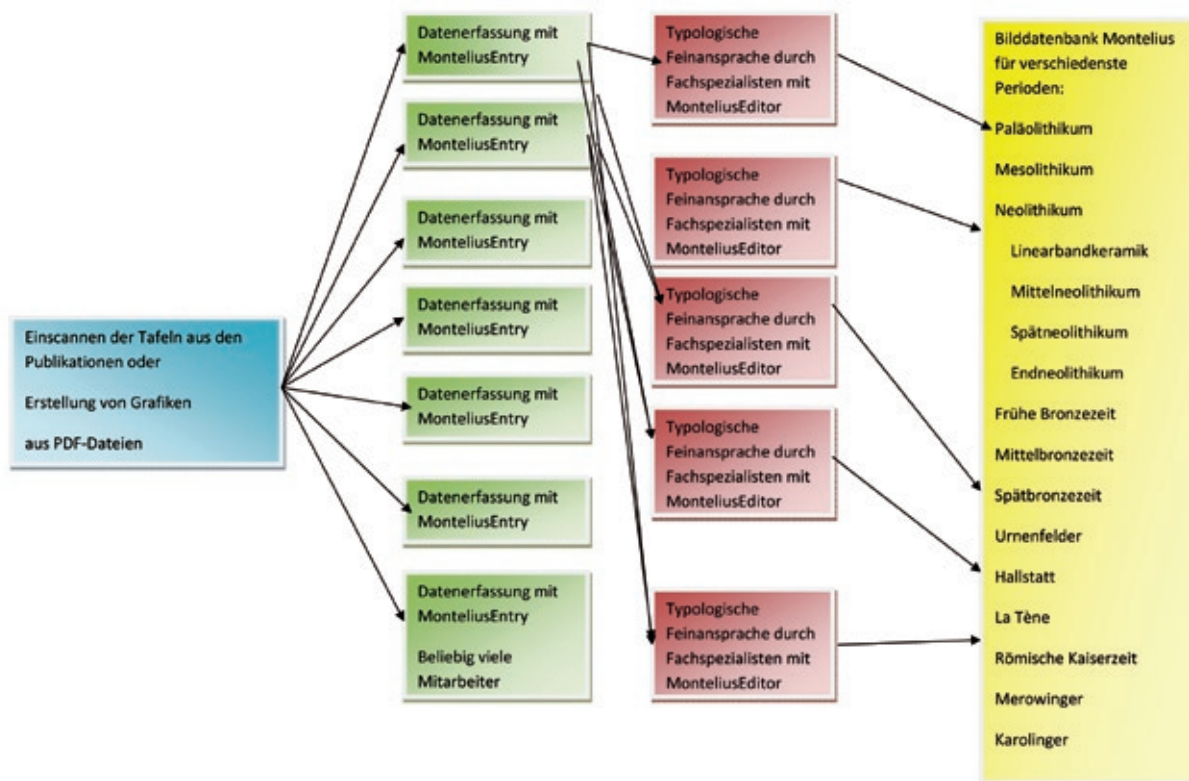 Einscannen der Tafeln aus den
Publikationen oder
Erstellung von Grafiken
aus PDF-Dateien
Datenerfassung mit
MonteliusEntry
Datenerfassung mit
MonteliusEntry
Datenerfassung mit
MonteliusEntry
Datenerfassung mit
MonteliusEntry
Datenerfassung mit
MonteliusEntry
Datenerfassung mit
MonteliusEntry
Datenerfassung mit
MonteliusEntry
Beliebig viele
Mitarbeiter
Typologische
Feinansprache durch
Fachspezialisten mit
MonteliusEditor
Typologische
Feinansprache durch
Fachspezialisten mit
MonteliusEditor
Typologische
Feinansprache durch
Fachspezialisten mit
MonteliusEditor
Typologische
Feinansprache durch
Fachspezialisten mit
MonteliusEditor
Typologische
Feinansprache durch
Fachspezialisten mit
MonteliusEditor
Bilddatenbank Montelius
für verschiedenste
Perioden:
Paläolithikum
Mesolithikum
Neolithikum
Linearbandkeramik
Mittelneolithikum
Spätneolithikum
Endneolithikum
Frühe Bronzezeit
Mittelbronzezeit
Spätbronzezeit
Urnenfelder
Hallstatt
La Tène
Römische Kaiserzeit
Merowinger
Karolinger